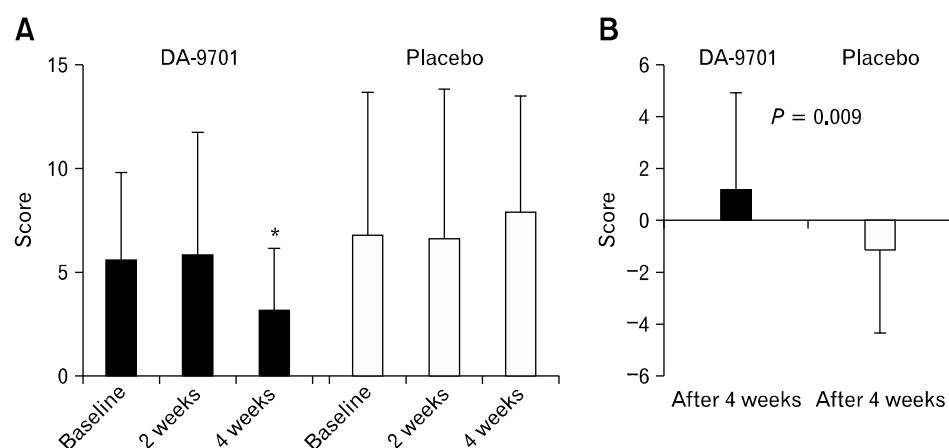 A
DA-9701
Placebo
15
10
5
0
Score
*
Baseline
2 weeks
4 weeks
Baseline
2 weeks
4 weeks
B
DA-9701
Placebo
6
4
2
0
−2
−4
−6
Score
P = 0.009
After 4 weeks
After 4 weeks